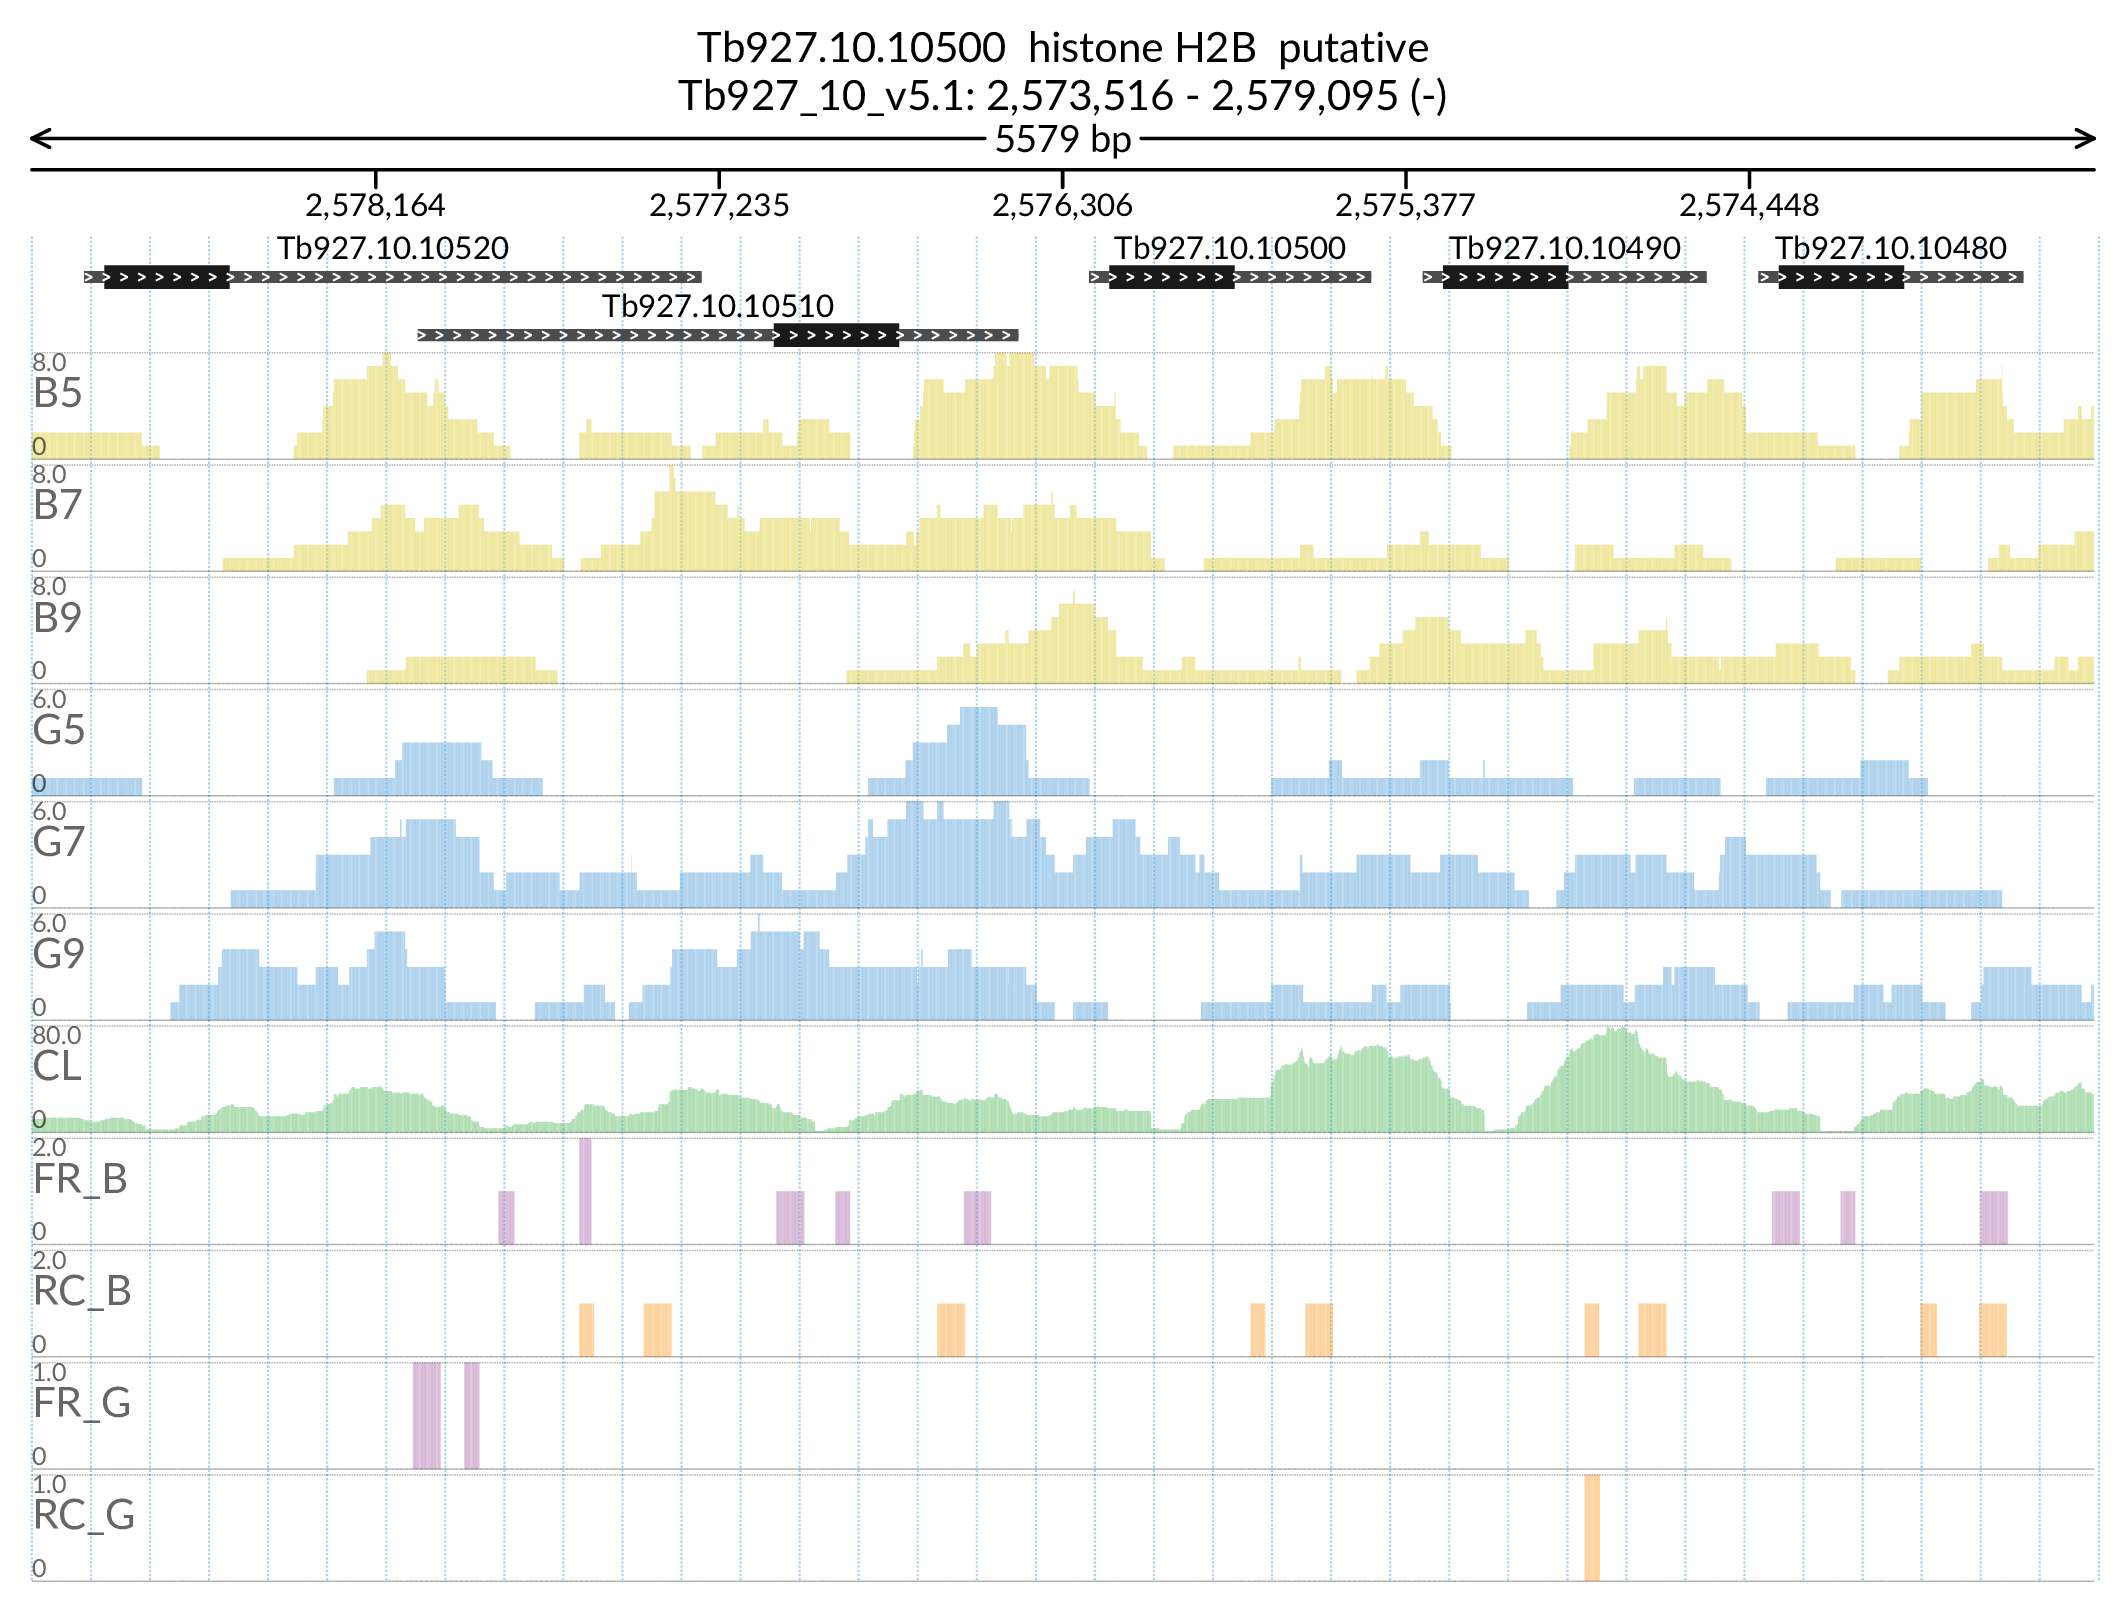 Tb927.10.10500  histone H2B  putative
Tb927_10_v5.1: 2,573,516 - 2,579,095 (-)
5579 bp
2,578,164 2,577,235 2,576,306 2,575,377 2,574,448
Tb927.10.10520 Tb927.10.10500 Tb927.10.10490 Tb927.10.10480
Tb927.10.10510
8.0
B5
0
8.0
B7
0
8.0
B9
0
6.0
G5
0
6.0
G7
0
6.0
G9
0
80.0
CL
0
2.0
FR_B
0
2.0
RC_B
0
1.0
FR_G
0
1.0
RC_G
0